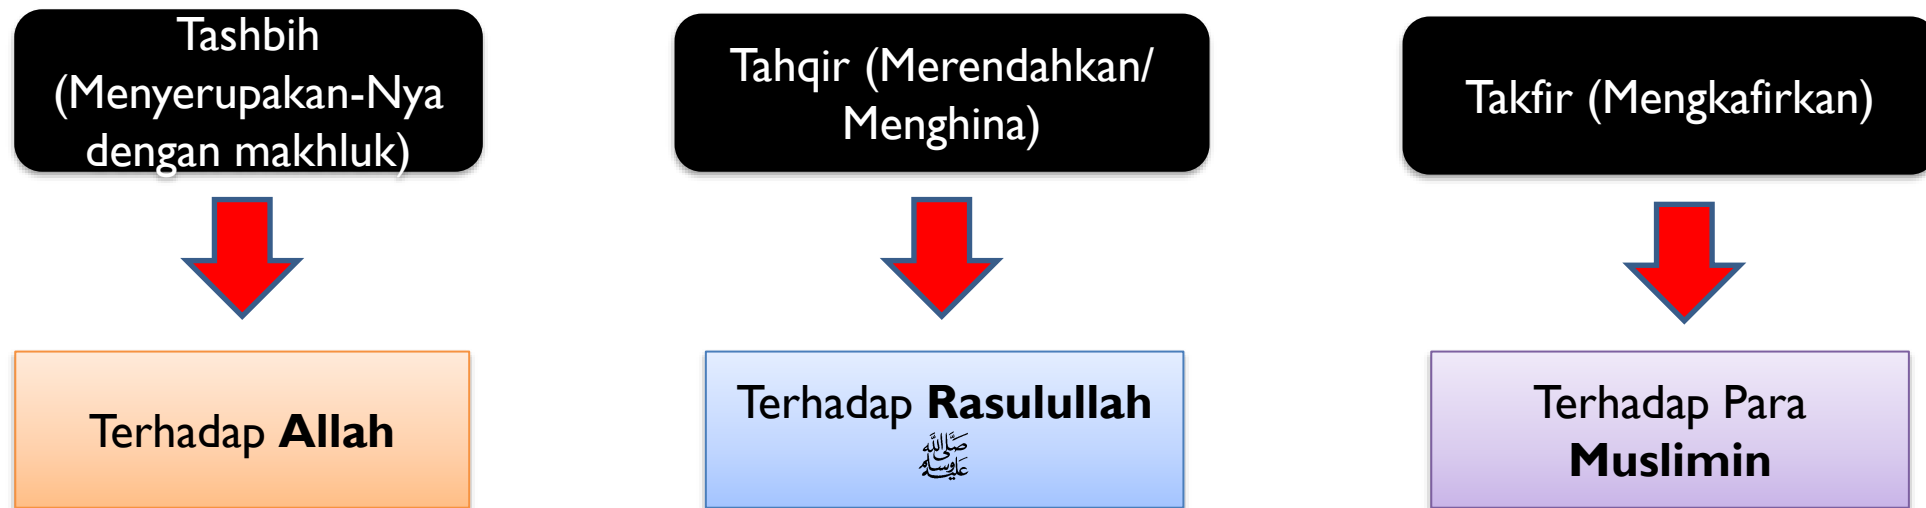 Tashbih
(Menyerupakan-Nya
dengan makhluk)
Tahqir (Merendahkan/
Menghina)
Takfir (Mengkafirkan)
Terhadap Allah
Terhadap Rasulullah
ﷺ
Terhadap Para
Muslimin